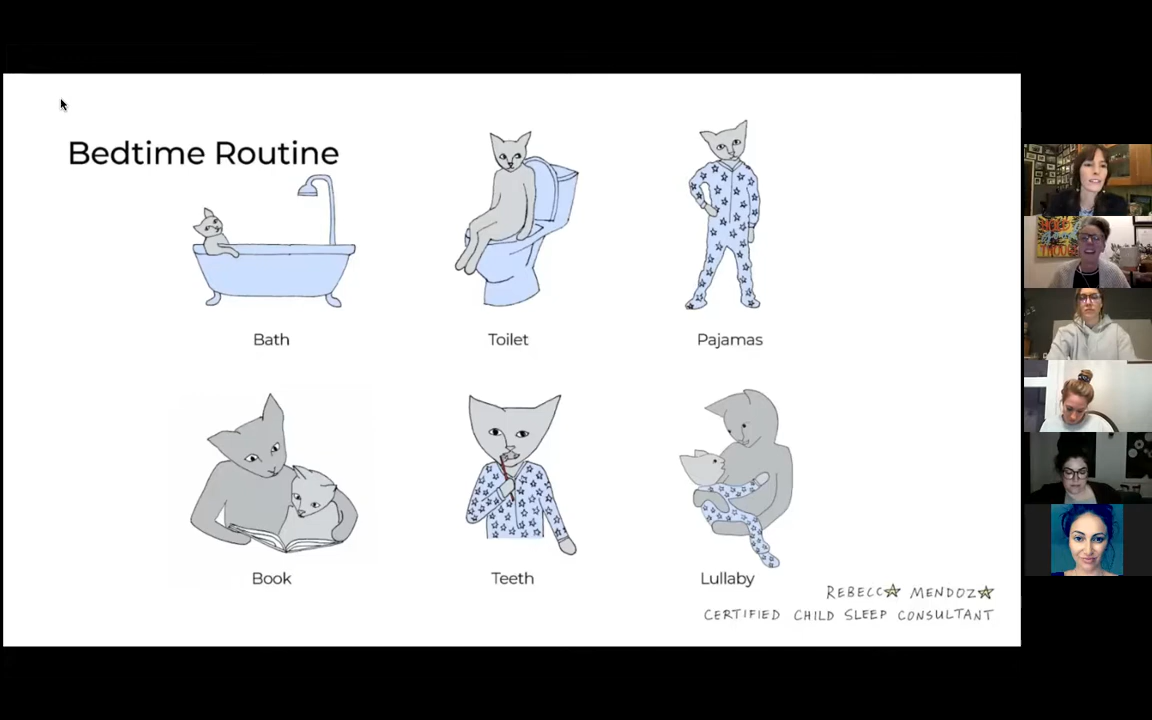 Bedtime Routine
Bath
Toilet
Pajamas
Book
Teeth
Lullaby
REBECCA MENDOZA
CERTIFIED CHILD SLEEP CONSULTANT